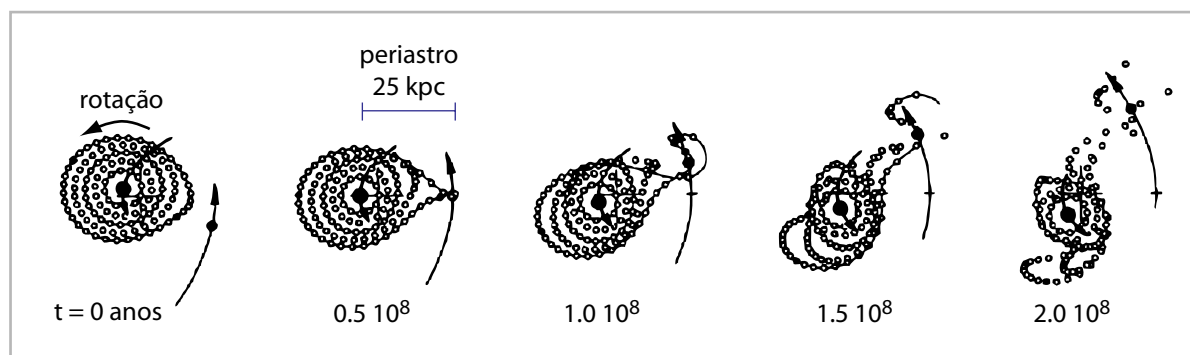 periastro
25 kpc
rotação
t = 0 anos
0.5 10⁸
1.0 10⁸
1.5 10⁸
2.0 10⁸